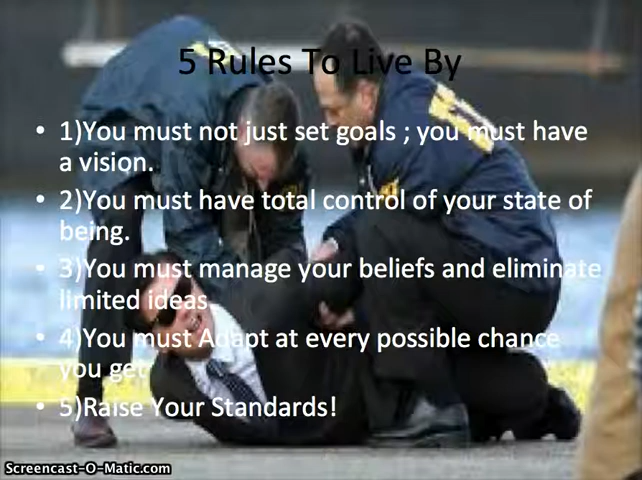 5 Rules To Live By
• 1)You must not just set goals ; you must have
a vision.
• 2)You must have total control of your state of
being.
• 3)You must manage your beliefs and eliminate
limited ideas.
• 4)You must Adapt at every possible chance
you get
• 5)Raise Your Standards!
Screencast-O-Matic.com